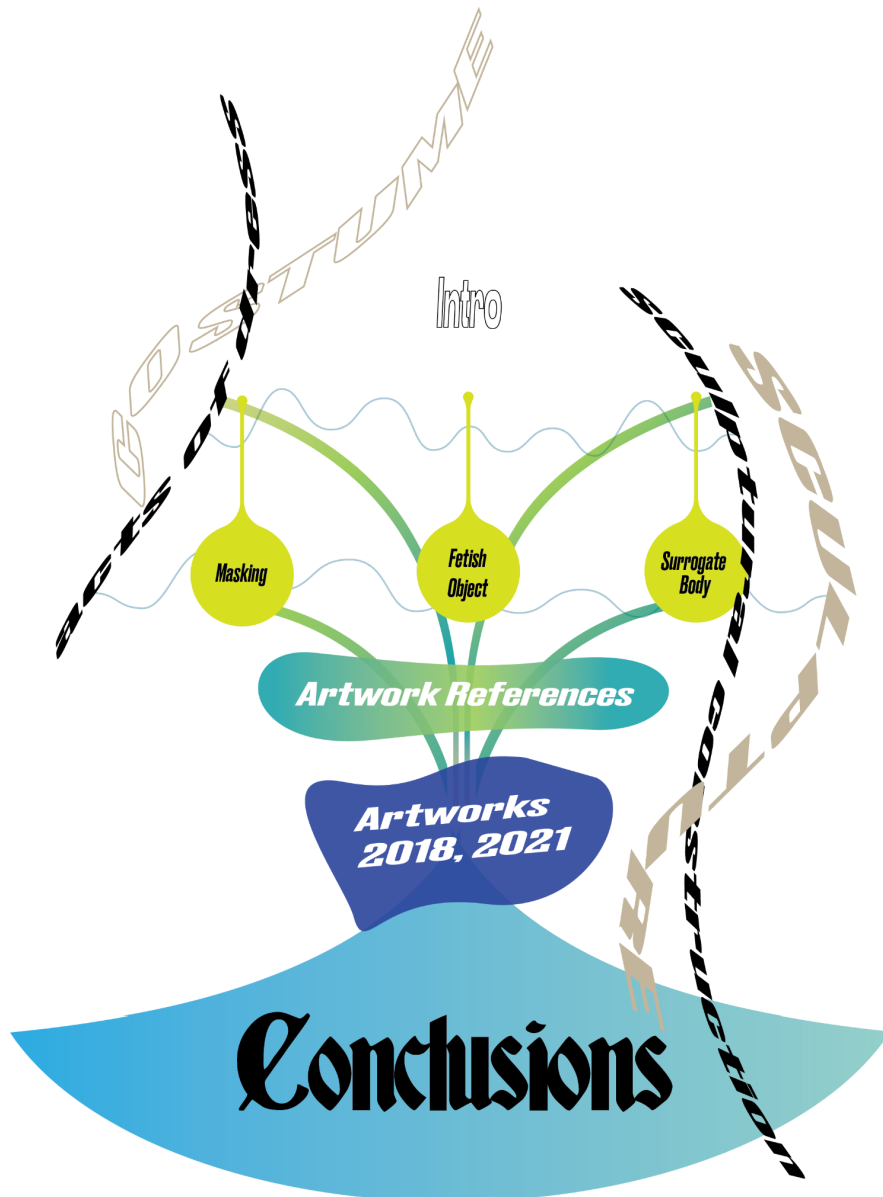 COSTUME
acts of dress
Intro
sculptural construction
SCULPTURE
Masking
Fetish
Object
Surrogate
Body
Artwork References
Artworks
2018, 2021
Conclusions